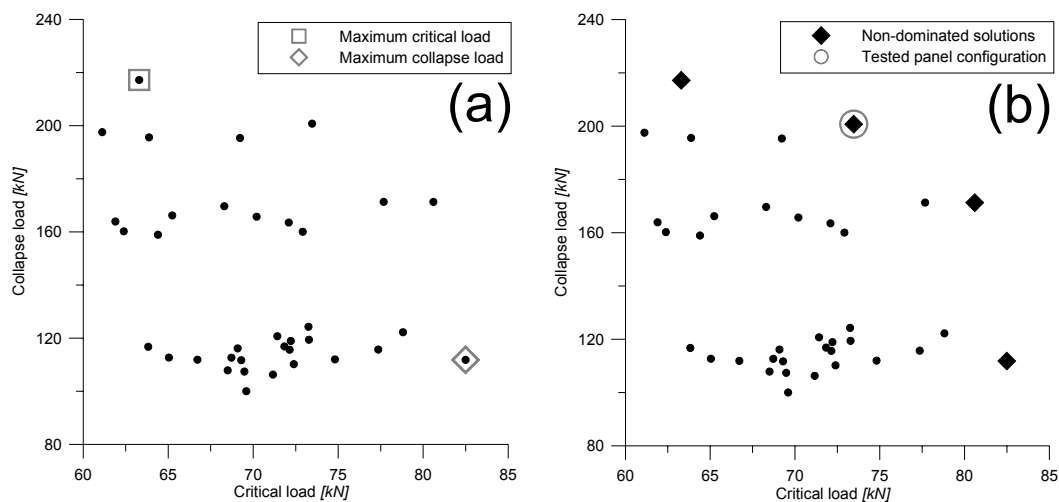 240
200
160
120
80
60
65
70
75
80
85
Critical load [kN]
Collapse load [kN]
Maximum critical load
Maximum collapse load
(a)
240
200
160
120
80
60
65
70
75
80
85
Critical load [kN]
Collapse load [kN]
Non-dominated solutions
Tested panel configuration
(b)